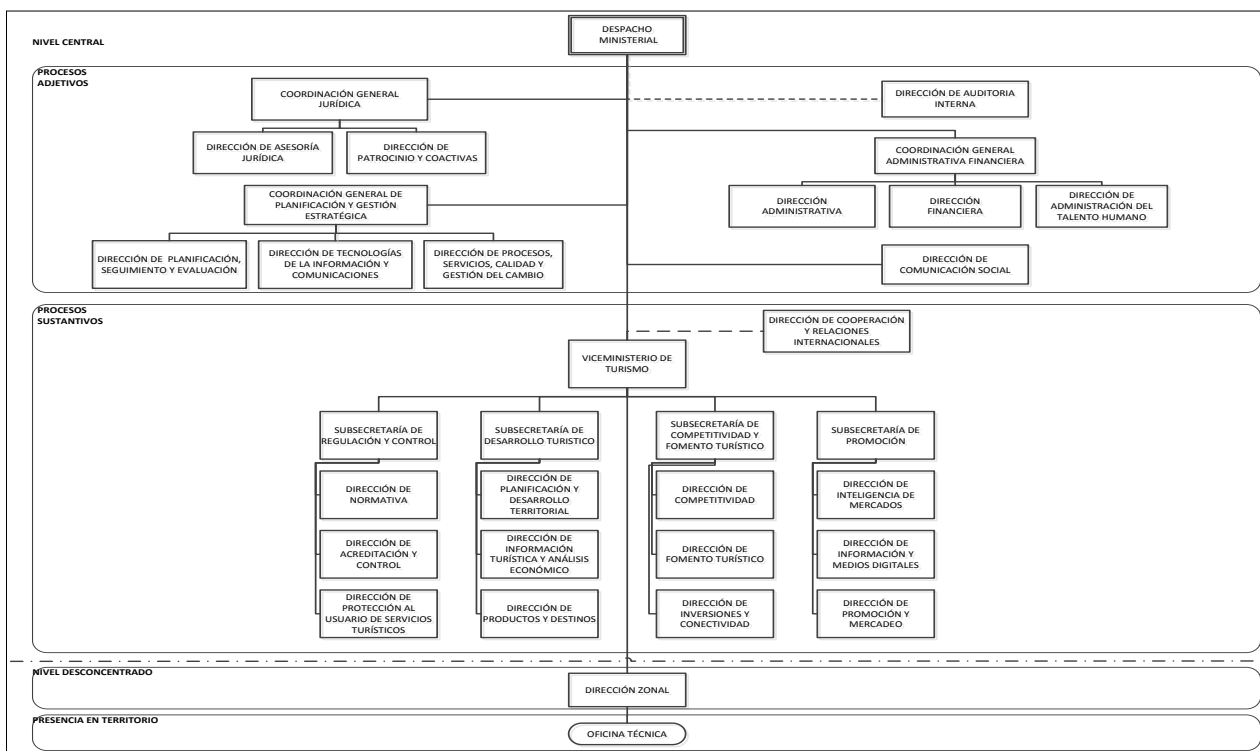 DESPACHO
MINISTERIAL
NIVEL CENTRAL
PROCESOS
ADJETIVOS
COORDINACIÓN GENERAL
JURÍDICA
DIRECCIÓN DE AUDITORIA
INTERNA
DIRECCIÓN DE ASESORÍA
JURÍDICA
DIRECCIÓN DE
PATROCINIO Y COACTIVAS
COORDINACIÓN GENERAL
ADMINISTRATIVA FINANCIERA
COORDINACIÓN GENERAL DE
PLANIFICACIÓN Y GESTIÓN
ESTRATÉGICA
DIRECCIÓN
ADMINISTRATIVA
DIRECCIÓN
FINANCIERA
DIRECCIÓN DE
ADMINISTRACIÓN DEL
TALENTO HUMANO
DIRECCIÓN DE PLANIFICACIÓN,
SEGUIMIENTO Y EVALUACIÓN
DIRECCIÓN DE TECNOLOGÍAS
DE LA INFORMACIÓN Y
COMUNICACIONES
DIRECCIÓN DE PROCESOS,
SERVICIOS, CALIDAD Y
GESTIÓN DEL CAMBIO
DIRECCIÓN DE
COMUNICACIÓN SOCIAL
PROCESOS
SUSTANTIVOS
DIRECCIÓN DE COOPERACIÓN
Y RELACIONES
INTERNACIONALES
VICEMINISTERIO DE
TURISMO
SUBSECRETARÍA DE
REGULACIÓN Y CONTROL
SUBSECRETARÍA DE
DESARROLLO TURISTICO
SUBSECRETARÍA DE
COMPETITIVIDAD Y
FOMENTO TURÍSTICO
SUBSECRETARÍA DE
PROMOCIÓN
DIRECCIÓN DE
NORMATIVA
DIRECCIÓN DE
PLANIFICACIÓN Y
DESARROLLO
TERRITORIAL
DIRECCIÓN DE
COMPETITIVIDAD
DIRECCIÓN DE
INTELIGENCIA DE
MERCADOS
DIRECCIÓN DE
ACREDITACIÓN Y
CONTROL
DIRECCIÓN DE
INFORMACIÓN
TURÍSTICA Y ANÁLISIS
ECONÓMICO
DIRECCIÓN DE
FOMENTO TURÍSTICO
DIRECCIÓN DE
INFORMACIÓN Y
MEDIOS DIGITALES
DIRECCIÓN DE
PROTECCIÓN AL
USUARIO DE SERVICIOS
TURÍSTICOS
DIRECCIÓN DE
PRODUCTOS Y DESTINOS
DIRECCIÓN DE
INVERSIONES Y
CONECTIVIDAD
DIRECCIÓN DE
PROMOCIÓN Y
MERCADEO
NIVEL DESCONCENTRADO
DIRECCIÓN ZONAL
PRESENCIA EN TERRITORIO
OFICINA TÉCNICA